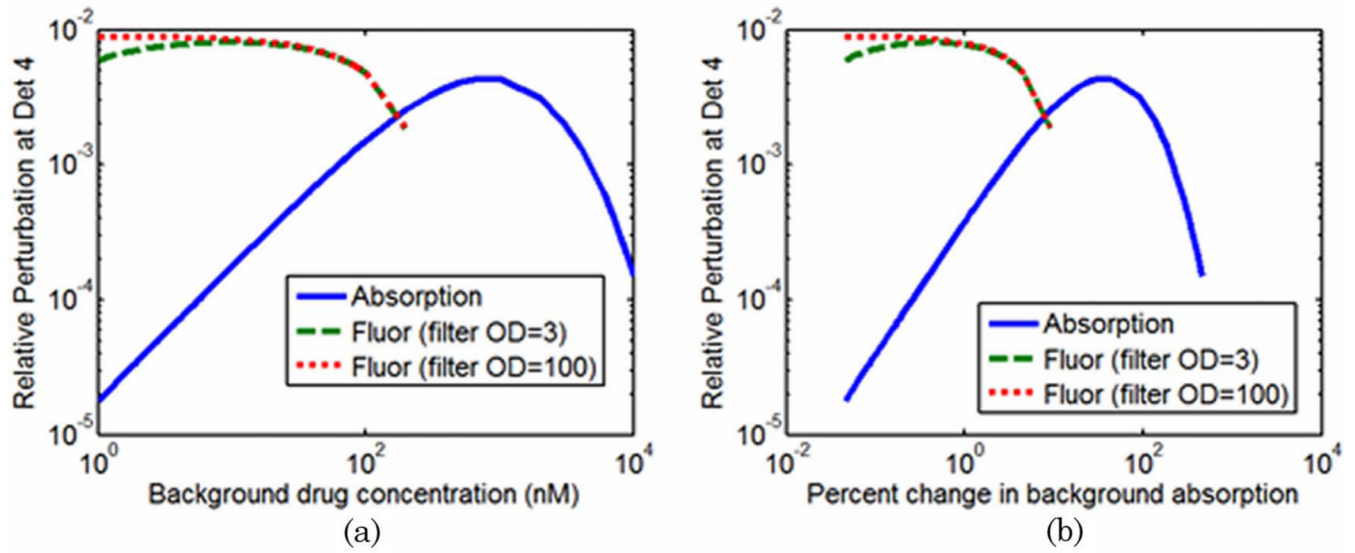 Relative Perturbation at Det 4
10^-2
10^-3
10^-4
10^-5
Absorption
Fluor (filter OD=3)
Fluor (filter OD=100)
10^0
10^2
10^4
Background drug concentration (nM)
(a)
Relative Perturbation at Det 4
10^-2
10^-3
10^-4
10^-5
Absorption
Fluor (filter OD=3)
Fluor (filter OD=100)
10^-2
10^0
10^2
10^4
Percent change in background absorption
(b)